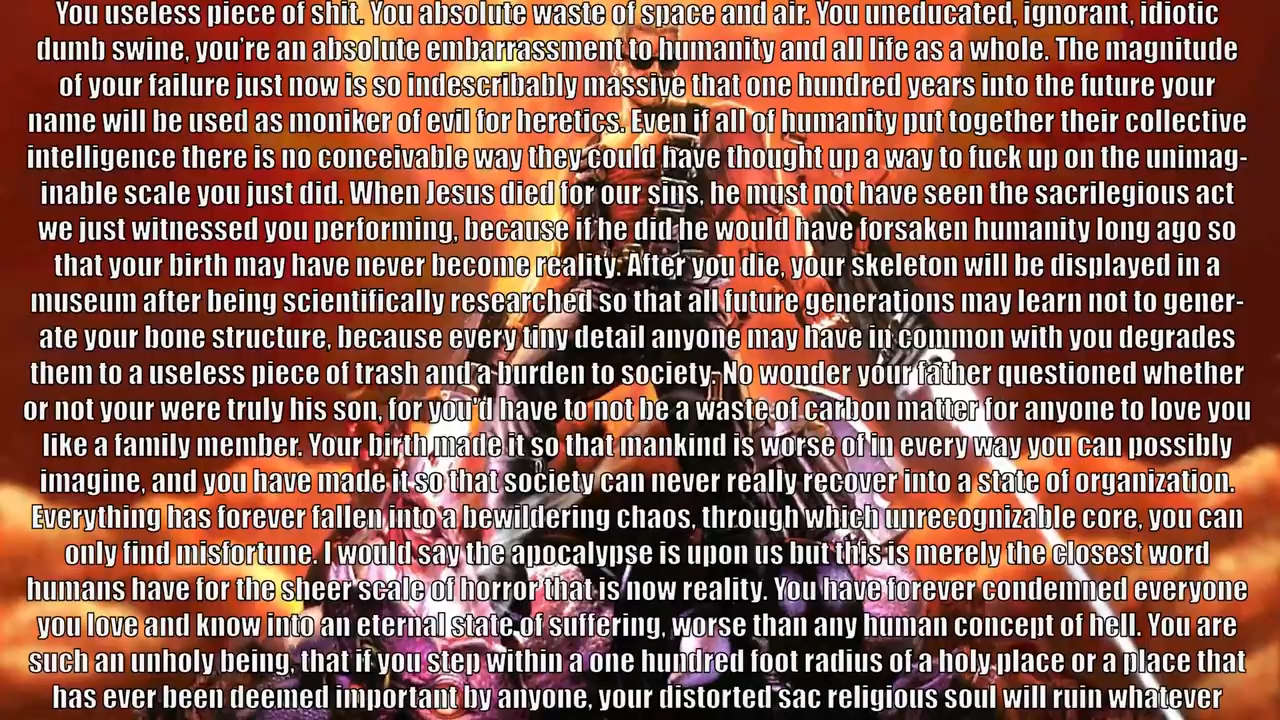 You useless piece of shit. You absolute waste of space and air. You uneducated, ignorant, idiotic
dumb swine, you’re an absolute embarrassment to humanity and all life as a whole. The magnitude
of your failure just now is so indescribably massive that one hundred years into the future your
name will be used as moniker of evil for heretics. Even if all of humanity put together their collective
intelligence there is no conceivable way they could have thought up a way to fuck up on the unimag-
inable scale you just did. When Jesus died for our sins, he must not have seen the sacrilegious act
we just witnessed you performing, because if he did he would have forsaken humanity long ago so
that your birth may have never become reality. After you die, your skeleton will be displayed in a
museum after being scientifically researched so that all future generations may learn not to gener-
ate your bone structure, because every tiny detail anyone may have in common with you degrades
them to a useless piece of trash and a burden to society. No wonder your father questioned whether
or not your were truly his son, for you'd have to not be a waste of carbon matter for anyone to love you
like a family member. Your birth made it so that mankind is worse of in every way you can possibly
imagine, and you have made it so that society can never really recover into a state of organization.
Everything has forever fallen into a bewildering chaos, through which unrecognizable core, you can
only find misfortune. I would say the apocalypse is upon us but this is merely the closest word
humans have for the sheer scale of horror that is now reality. You have forever condemned everyone
you love and know into an eternal state of suffering, worse than any human concept of hell. You are
such an unholy being, that if you step within a one hundred foot radius of a holy place or a place that
has ever been deemed important by anyone, your distorted sac religious soul will ruin whatever